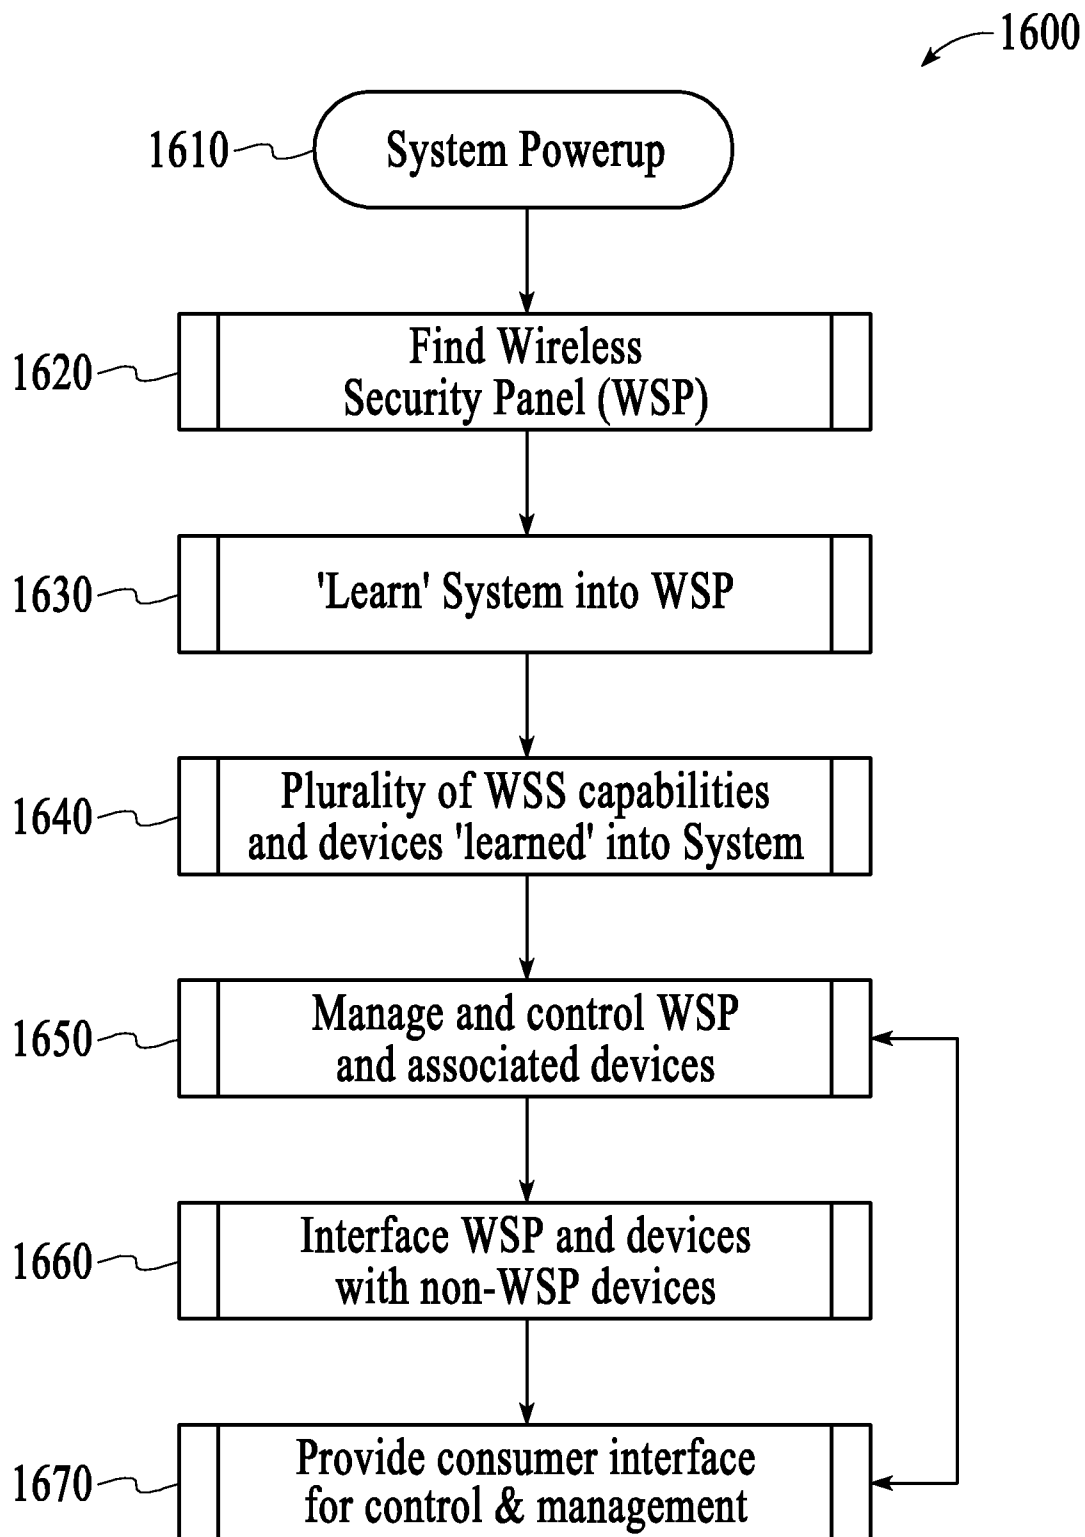 1600
1610
System Powerup
1620
Find Wireless
Security Panel (WSP)
1630
'Learn' System into WSP
1640
Plurality of WSS capabilities
and devices 'learned' into System
1650
Manage and control WSP
and associated devices
1660
Interface WSP and devices
with non-WSP devices
1670
Provide consumer interface
for control & management